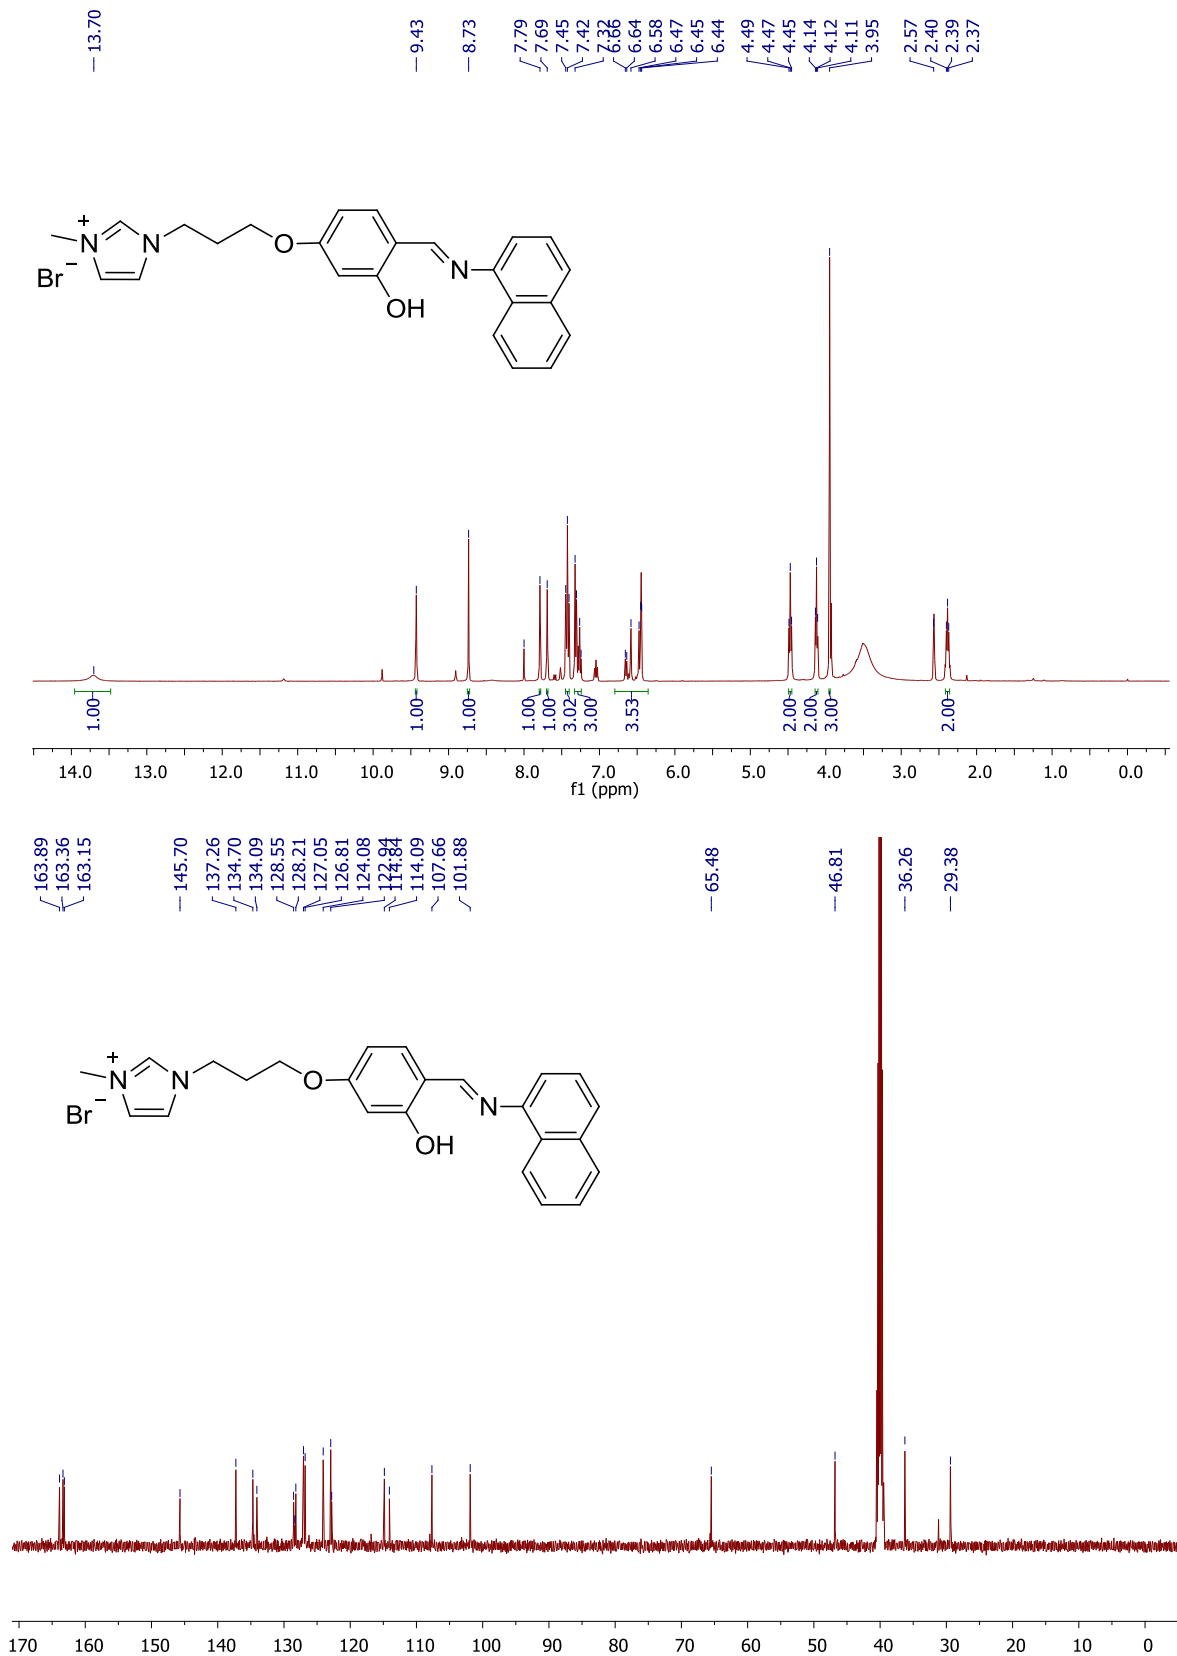 13.70 9.43 8.73 7.79 7.69 7.45 7.42 7.32 6.66 6.64 6.58 6.47 6.45 6.44 4.49 4.47 4.45 4.14 4.12 4.11 3.95 2.57 2.40 2.39 2.37
+
N N O N
Br −
OH
1.00 1.00 1.00 1.00 1.00 3.02 3.00 3.53 2.00 2.00 3.00 2.00
14.0 13.0 12.0 11.0 10.0 9.0 8.0 7.0 6.0 5.0 4.0 3.0 2.0 1.0 0.0
f1 (ppm)
163.89 163.36 163.15 145.70 137.26 134.70 134.09 128.55 128.21 127.05 126.81 124.08 122.94 114.84 114.09 107.66 101.88 65.48 46.81 36.26 29.38
+
N N O N
Br −
OH
170 160 150 140 130 120 110 100 90 80 70 60 50 40 30 20 10 0